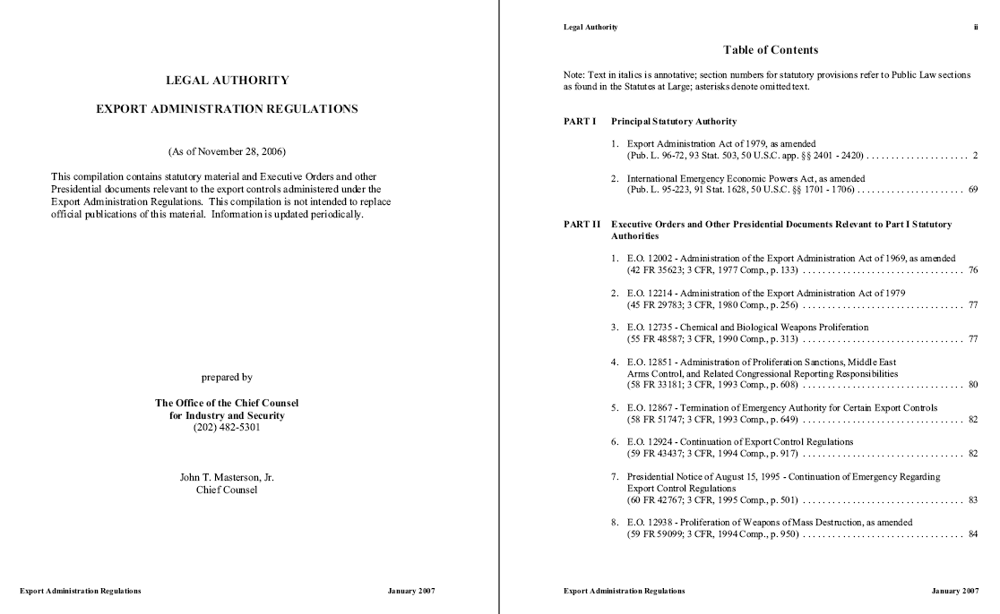 LEGAL AUTHORITY
EXPORT ADMINISTRATION REGULATIONS
(As of November 28, 2006)
This compilation contains statutory material and Executive Orders and other
Presidential documents relevant to the export controls administered under the
Export Administration Regulations. This compilation is not intended to replace
official publications of this material. Information is updated periodically.
prepared by
The Office of the Chief Counsel
for Industry and Security
(202) 482-5301
John T. Masterson, Jr.
Chief Counsel
Export Administration Regulations January 2007
Legal Authority ii
Table of Contents
Note: Text in italics is annotative; section numbers for statutory provisions refer to Public Law sections
as found in the Statutes at Large; asterisks denote omitted text.
PART I Principal Statutory Authority
1. Export Administration Act of 1979, as amended
(Pub. L. 96-72, 93 Stat. 503, 50 U.S.C. app. §§ 2401 - 2420) . . . . . . . . . . . . . . . . . . . . . 2
2. International Emergency Economic Powers Act, as amended
(Pub. L. 95-223, 91 Stat. 1628, 50 U.S.C. §§ 1701 - 1706) . . . . . . . . . . . . . . . . . . . . . . 69
PART II Executive Orders and Other Presidential Documents Relevant to Part I Statutory
Authorities
1. E.O. 12002 - Administration of the Export Administration Act of 1969, as amended
(42 FR 35623; 3 CFR, 1977 Comp., p. 133) . . . . . . . . . . . . . . . . . . . . . . . . . . . . . . . . . 76
2. E.O. 12214 - Administration of the Export Administration Act of 1979
(45 FR 29783; 3 CFR, 1980 Comp., p. 256) . . . . . . . . . . . . . . . . . . . . . . . . . . . . . . . . . 77
3. E.O. 12735 - Chemical and Biological Weapons Proliferation
(55 FR 48587; 3 CFR, 1990 Comp., p. 313) . . . . . . . . . . . . . . . . . . . . . . . . . . . . . . . . . 77
4. E.O. 12851 - Administration of Proliferation Sanctions, Middle East
Arms Control, and Related Congressional Reporting Responsibilities
(58 FR 33181; 3 CFR, 1993 Comp., p. 608) . . . . . . . . . . . . . . . . . . . . . . . . . . . . . . . . . 80
5. E.O. 12867 - Termination of Emergency Authority for Certain Export Controls
(58 FR 51747; 3 CFR, 1993 Comp., p. 649) . . . . . . . . . . . . . . . . . . . . . . . . . . . . . . . . . 82
6. E.O. 12924 - Continuation of Export Control Regulations
(59 FR 43437; 3 CFR, 1994 Comp., p. 917) . . . . . . . . . . . . . . . . . . . . . . . . . . . . . . . . . 82
7. Presidential Notice of August 15, 1995 - Continuation of Emergency Regarding
Export Control Regulations
(60 FR 42767; 3 CFR, 1995 Comp., p. 501) . . . . . . . . . . . . . . . . . . . . . . . . . . . . . . . . . 83
8. E.O. 12938 - Proliferation of Weapons of Mass Destruction, as amended
(59 FR 59099; 3 CFR, 1994 Comp., p. 950) . . . . . . . . . . . . . . . . . . . . . . . . . . . . . . . . . 84
Export Administration Regulations January 2007